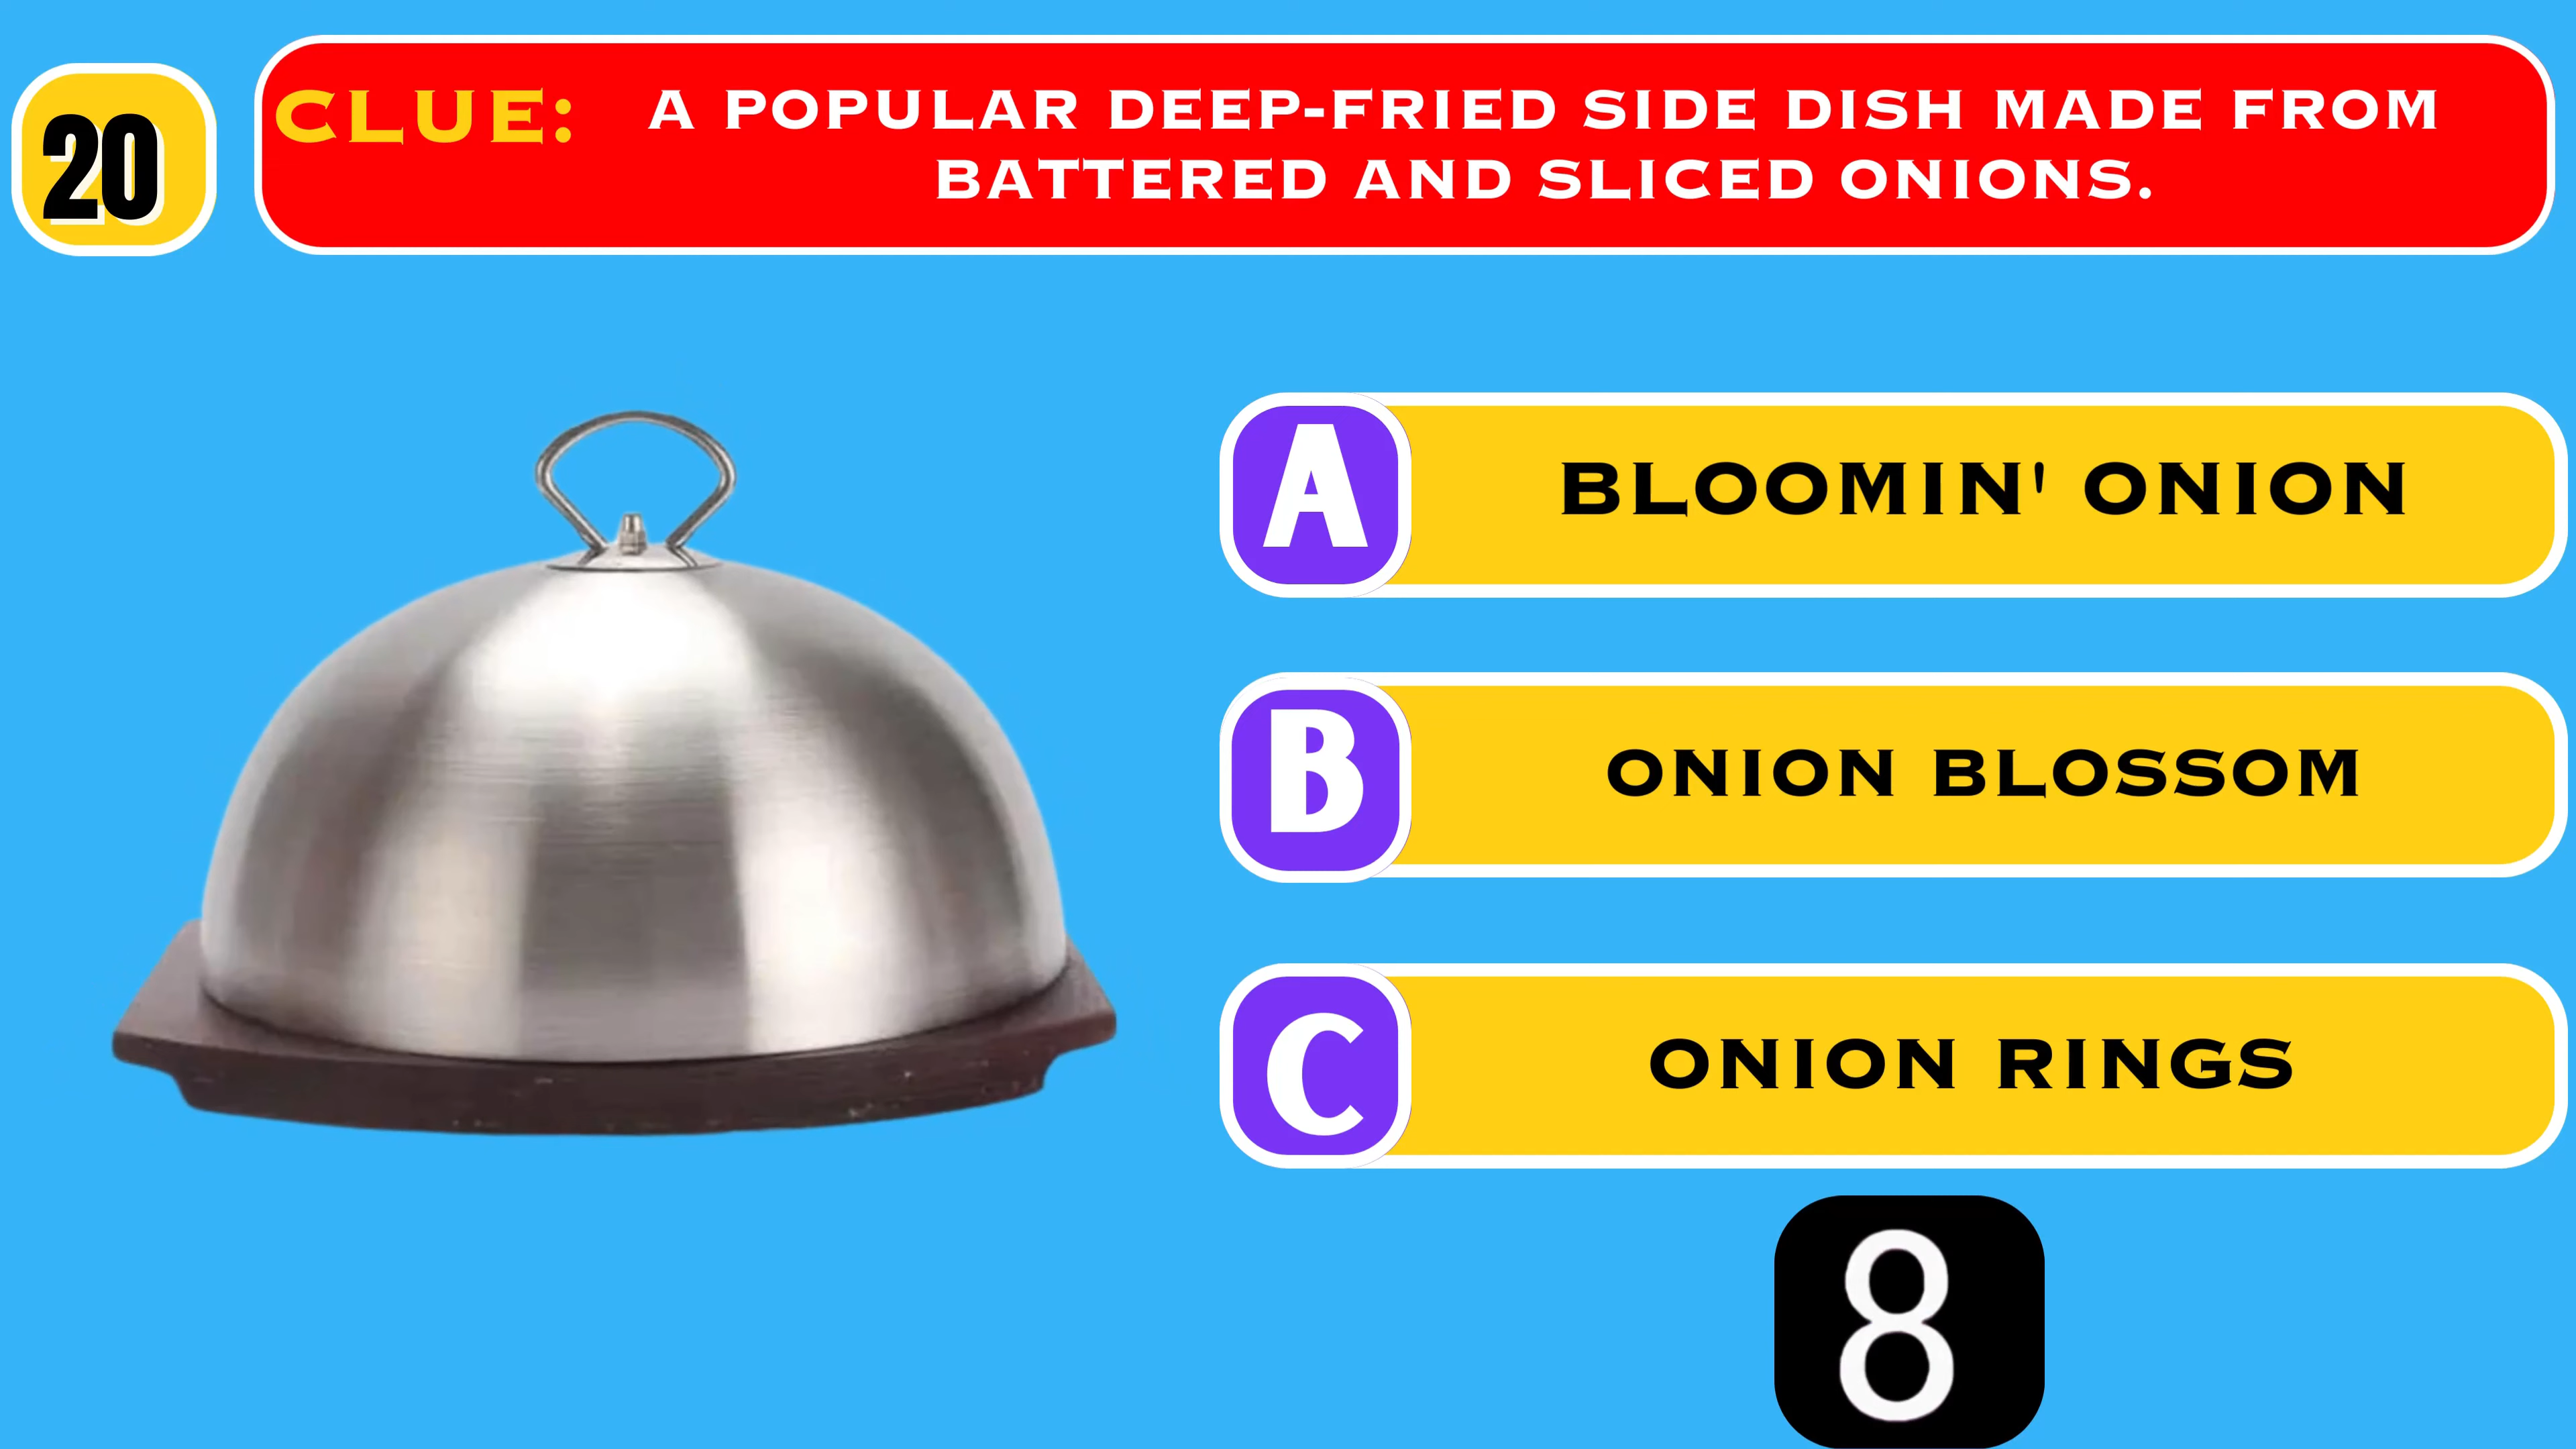 20
CLUE: A POPULAR DEEP-FRIED SIDE DISH MADE FROM
BATTERED AND SLICED ONIONS.
A BLOOMIN' ONION
B ONION BLOSSOM
C ONION RINGS
8